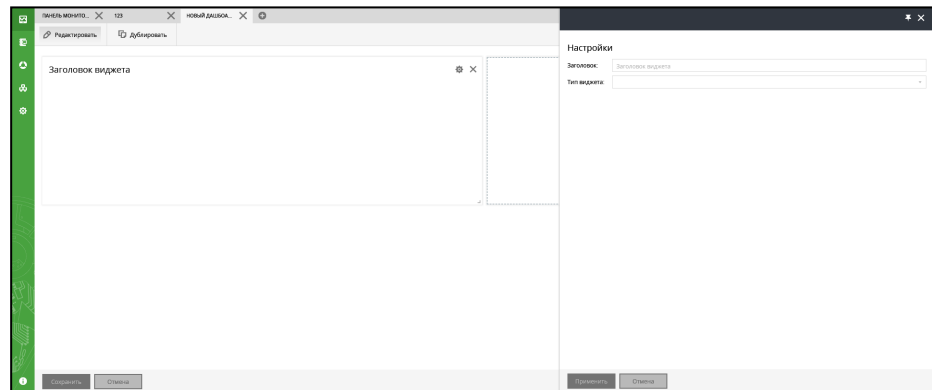 ПАНЕЛЬ МОНИТО... 123 НОВЫЙ ДАШБОА...
Редактировать Дублировать
Заголовок виджета
Сохранить Отмена
Настройки
Заголовок: Заголовок виджета
Тип виджета:
Применить Отмена